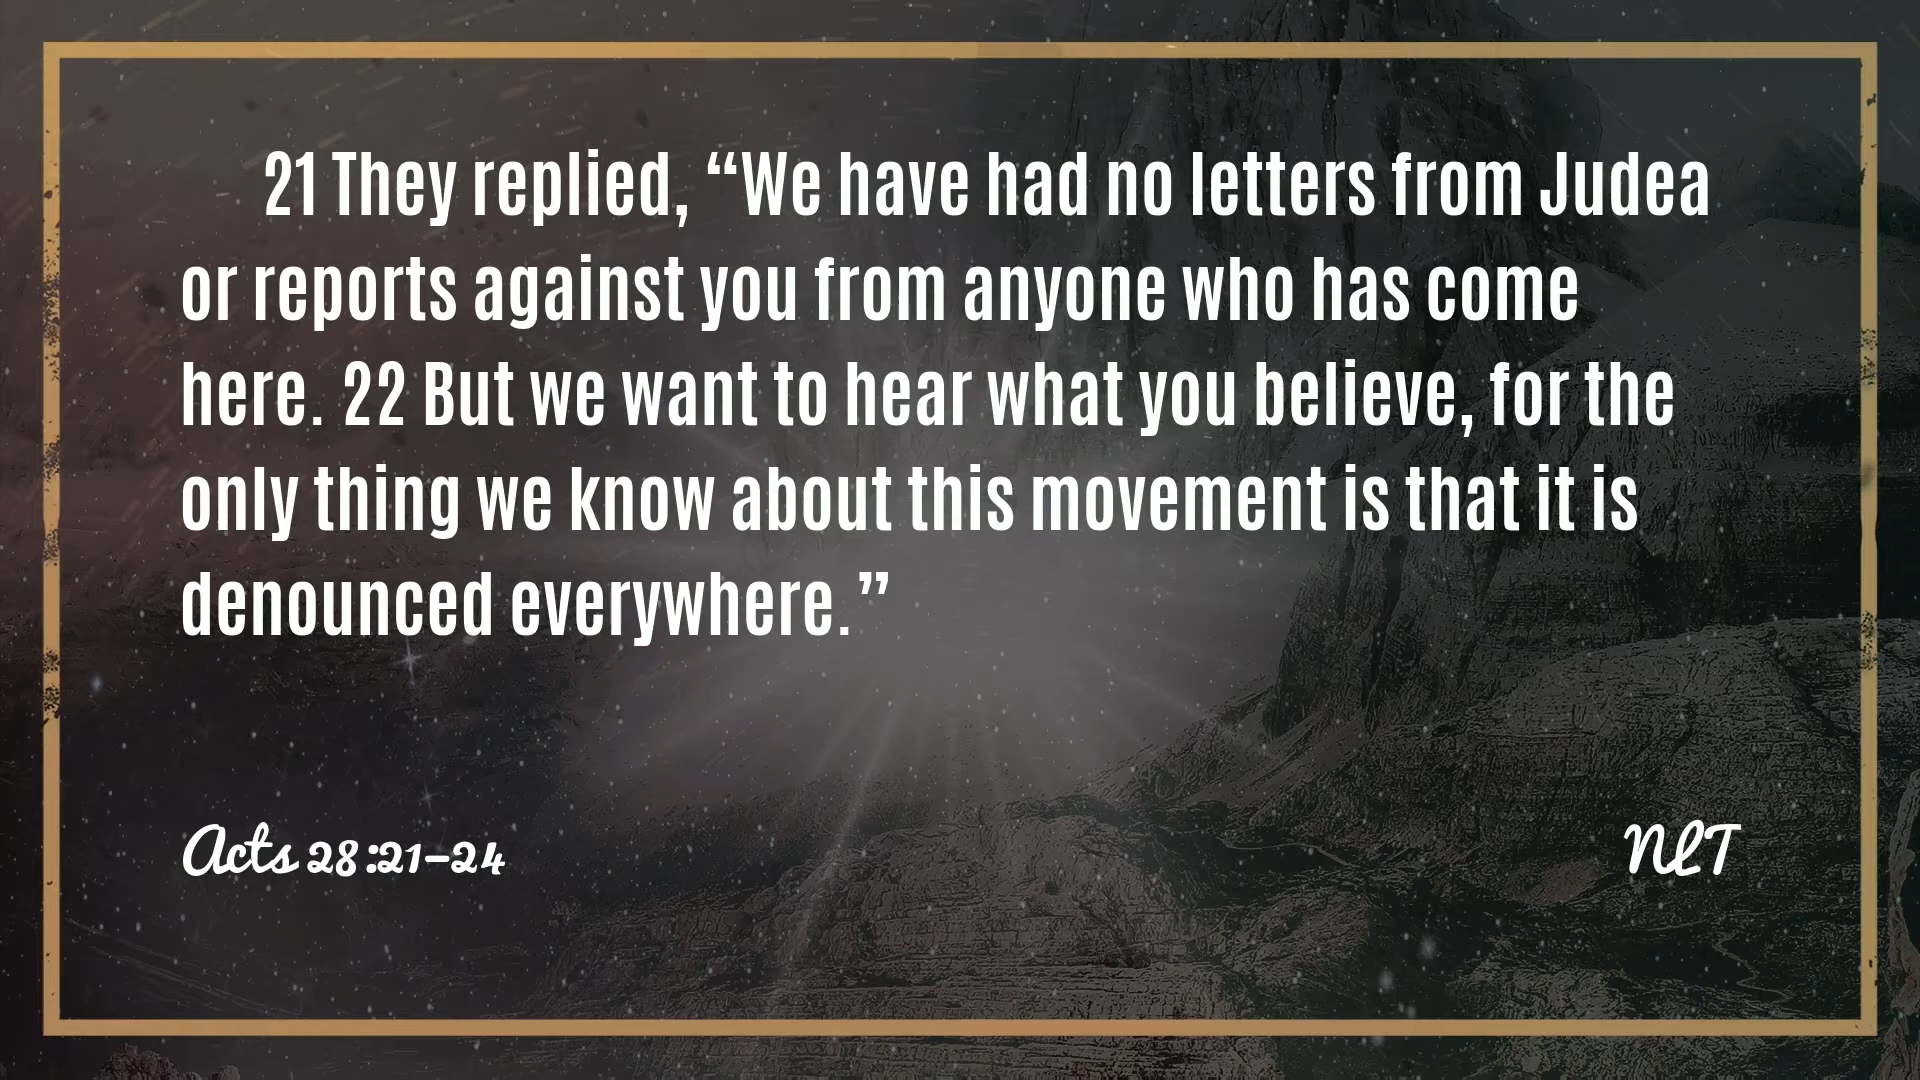 21 They replied, “We have had no letters from Judea
or reports against you from anyone who has come
here. 22 But we want to hear what you believe, for the
only thing we know about this movement is that it is
denounced everywhere.”
Acts 28:21–24
NLT